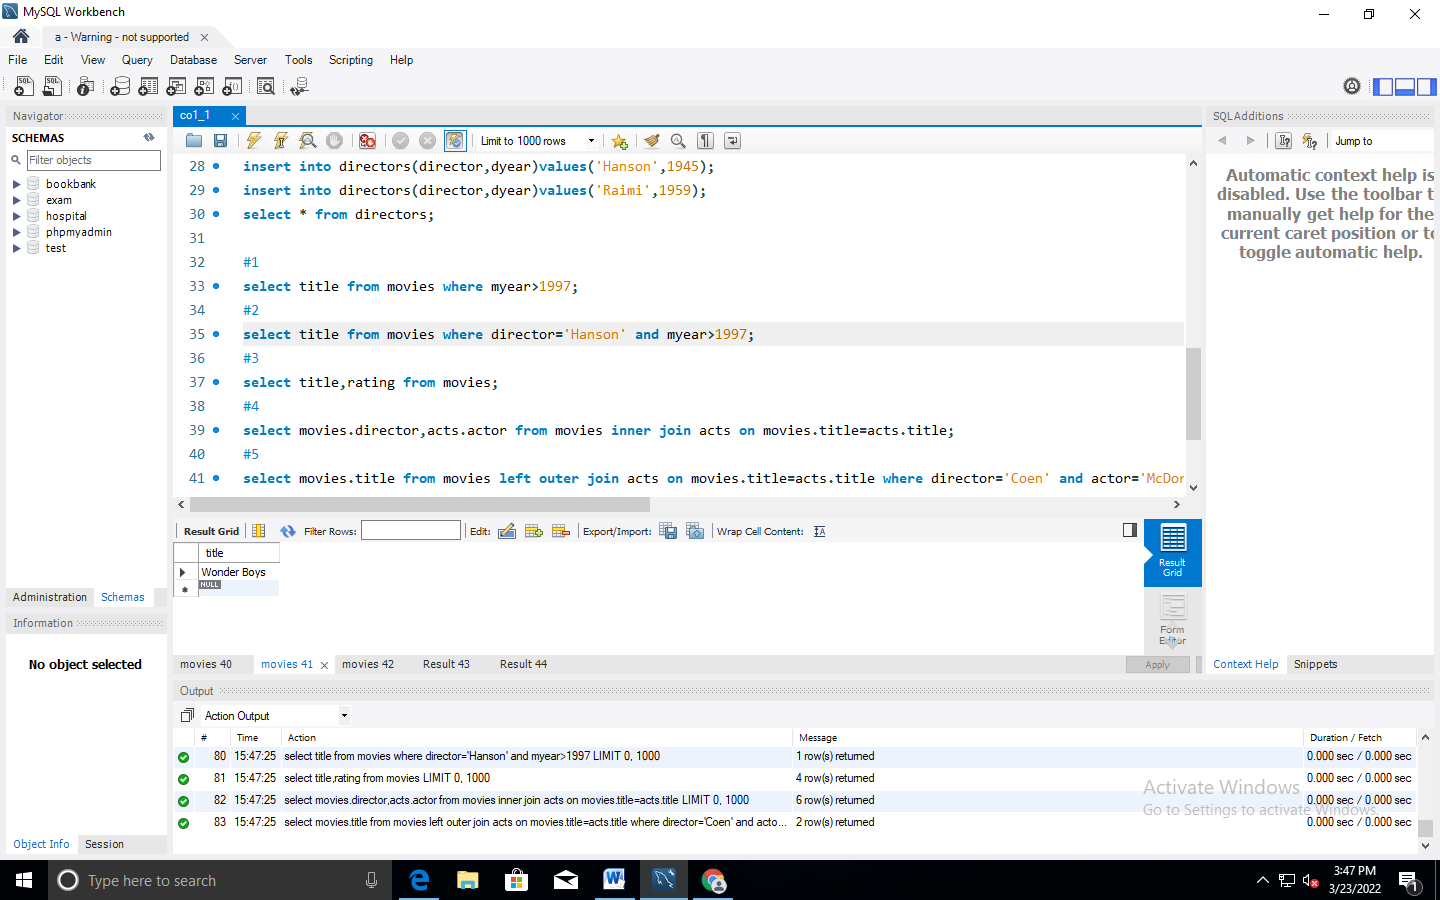 MySQL Workbench
a - Warning - not supported
File Edit View Query Database Server Tools Scripting Help
Navigator
SCHEMAS
Filter objects
bookbank
exam
hospital
phpmyadmin
test
Administration Schemas
Information
No object selected
Object Info Session
co1_1
Limit to 1000 rows
28 insert into directors(director,dyear)values('Hanson',1945);
29 insert into directors(director,dyear)values('Raimi',1959);
30 select * from directors;
31
32 #1
33 select title from movies where myear>1997;
34 #2
35 select title from movies where director='Hanson' and myear>1997;
36 #3
37 select title,rating from movies;
38 #4
39 select movies.director,acts.actor from movies inner join acts on movies.title=acts.title;
40 #5
41 select movies.title from movies left outer join acts on movies.title=acts.title where director='Coen' and actor='McDor
Result Grid Filter Rows: Edit: Export/Import: Wrap Cell Content:
title
Wonder Boys
NULL
Result Grid
Form Editor
movies 40 movies 41 movies 42 Result 43 Result 44
Apply
SQLAdditions
Jump to
Automatic context help is
disabled. Use the toolbar t
manually get help for the
current caret position or to
toggle automatic help.
Context Help Snippets
Output
Action Output
# Time Action Message Duration / Fetch
80 15:47:25 select title from movies where director='Hanson' and myear>1997 LIMIT 0, 1000 1 row(s) returned 0.000 sec / 0.000 sec
81 15:47:25 select title,rating from movies LIMIT 0, 1000 4 row(s) returned 0.000 sec / 0.000 sec
82 15:47:25 select movies.director,acts.actor from movies inner join acts on movies.title=acts.title LIMIT 0, 1000 6 row(s) returned 0.000 sec / 0.000 sec
83 15:47:25 select movies.title from movies left outer join acts on movies.title=acts.title where director='Coen' and acto... 2 row(s) returned 0.000 sec / 0.000 sec
Activate Windows
Go to Settings to activate Windows.
Type here to search
3:47 PM
3/23/2022
1